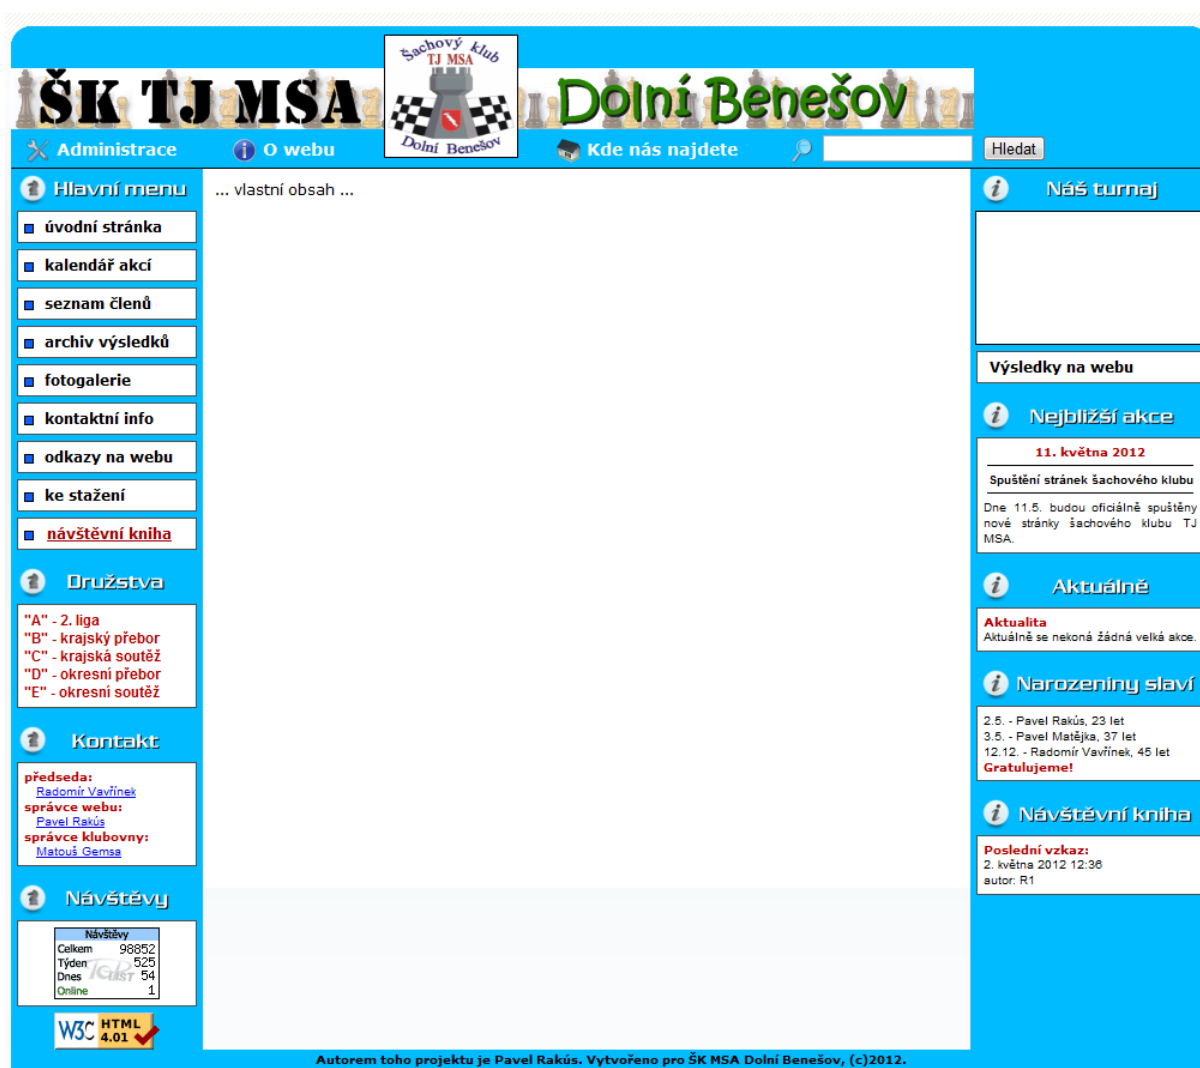 ŠK TJ MSA
Šachový klub
TJ MSA
Dolní Benešov
Dolní Benešov
Administrace
O webu
Kde nás najdete
Hledat
Hlavní menu
úvodní stránka
kalendář akcí
seznam členů
archiv výsledků
fotogalerie
kontaktní info
odkazy na webu
ke stažení
návštěvní kniha
Družstva
"A" - 2. liga
"B" - krajský přebor
"C" - krajská soutěž
"D" - okresní přebor
"E" - okresní soutěž
Kontakt
předseda:
Radomír Vavřínek
správce webu:
Pavel Rakús
správce klubovny:
Matouš Gemsa
Návštěvy
Návštěvy
Celkem 98852
Týden 525
Dnes 54
Online 1
TOPLIST
W3C HTML 4.01
... vlastní obsah ...
Náš turnaj
Výsledky na webu
Nejbližší akce
11. května 2012
Spuštění stránek šachového klubu
Dne 11.5. budou oficiálně spuštěny
nové stránky šachového klubu TJ
MSA.
Aktuálně
Aktualita
Aktuálně se nekoná žádná velká akce.
Narozeniny slaví
2.5. - Pavel Rakús, 23 let
3.5. - Pavel Matějka, 37 let
12.12. - Radomír Vavřínek, 45 let
Gratulujeme!
Návštěvní kniha
Poslední vzkaz:
2. května 2012 12:36
autor: R1
Autorem toho projektu je Pavel Rakús. Vytvořeno pro ŠK MSA Dolní Benešov, (c)2012.